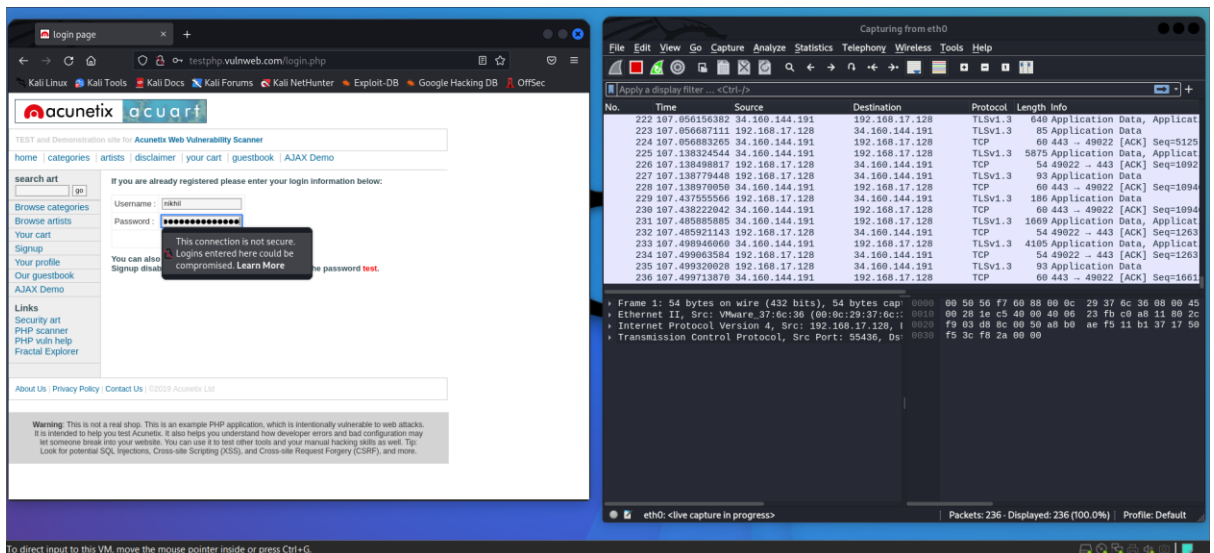 login page
testphp.vulnweb.com/login.php
Kali Linux Kali Tools Kali Docs Kali Forums Kali NetHunter Exploit-DB Google Hacking DB OffSec
acunetix acuart
TEST and Demonstration site for Acunetix Web Vulnerability Scanner
home | categories | artists | disclaimer | your cart | guestbook | AJAX Demo
search art
go
Browse categories
Browse artists
Your cart
Signup
Your profile
Our guestbook
AJAX Demo
Links
Security art
PHP scanner
PHP vuln help
Fractal Explorer
If you are already registered please enter your login information below:
Username : nikhil
Password : ●●●●●●●●●●●●●●
This connection is not secure.
Logins entered here could be
compromised. Learn More
You can also
Signup disab he password test.
About Us | Privacy Policy | Contact Us | ©2019 Acunetix Ltd
Warning: This is not a real shop. This is an example PHP application, which is intentionally vulnerable to web attacks.
It is intended to help you test Acunetix. It also helps you understand how developer errors and bad configuration may
let someone break into your website. You can use it to test other tools and your manual hacking skills as well. Tip:
Look for potential SQL Injections, Cross-site Scripting (XSS), and Cross-site Request Forgery (CSRF), and more.
Capturing from eth0
File Edit View Go Capture Analyze Statistics Telephony Wireless Tools Help
Apply a display filter ... <Ctrl-/>
No. Time Source Destination Protocol Length Info
222 107.056156382 34.160.144.191 192.168.17.128 TLSv1.3 640 Application Data, Applicat
223 107.056687111 192.168.17.128 34.160.144.191 TLSv1.3 85 Application Data
224 107.056883265 34.160.144.191 192.168.17.128 TCP 60 443 → 49022 [ACK] Seq=5125
225 107.138324544 34.160.144.191 192.168.17.128 TLSv1.3 5875 Application Data, Applicat
226 107.138498817 192.168.17.128 34.160.144.191 TCP 54 49022 → 443 [ACK] Seq=1092
227 107.138779448 192.168.17.128 34.160.144.191 TLSv1.3 93 Application Data
228 107.138970050 34.160.144.191 192.168.17.128 TCP 60 443 → 49022 [ACK] Seq=1094
229 107.437555566 192.168.17.128 34.160.144.191 TLSv1.3 186 Application Data
230 107.438222042 34.160.144.191 192.168.17.128 TCP 60 443 → 49022 [ACK] Seq=1094
231 107.485885885 34.160.144.191 192.168.17.128 TLSv1.3 1669 Application Data, Applicat
232 107.485921143 192.168.17.128 34.160.144.191 TCP 54 49022 → 443 [ACK] Seq=1263
233 107.498946060 34.160.144.191 192.168.17.128 TLSv1.3 4105 Application Data, Applicat
234 107.499063584 192.168.17.128 34.160.144.191 TCP 54 49022 → 443 [ACK] Seq=1263
235 107.499320028 192.168.17.128 34.160.144.191 TLSv1.3 93 Application Data
236 107.499713870 34.160.144.191 192.168.17.128 TCP 60 443 → 49022 [ACK] Seq=1661
Frame 1: 54 bytes on wire (432 bits), 54 bytes cap
Ethernet II, Src: VMware_37:6c:36 (00:0c:29:37:6c:
Internet Protocol Version 4, Src: 192.168.17.128,
Transmission Control Protocol, Src Port: 55436, Ds
0000 00 50 56 f7 60 88 00 0c 29 37 6c 36 08 00 45
0010 00 28 1e c5 40 00 40 06 23 fb c0 a8 11 80 2c
0020 f9 03 d8 8c 00 50 a8 b0 ae f5 11 b1 37 17 50
0030 f5 3c f8 2a 00 00
eth0: <live capture in progress> Packets: 236 · Displayed: 236 (100.0%) Profile: Default
To direct input to this VM, move the mouse pointer inside or press Ctrl+G.